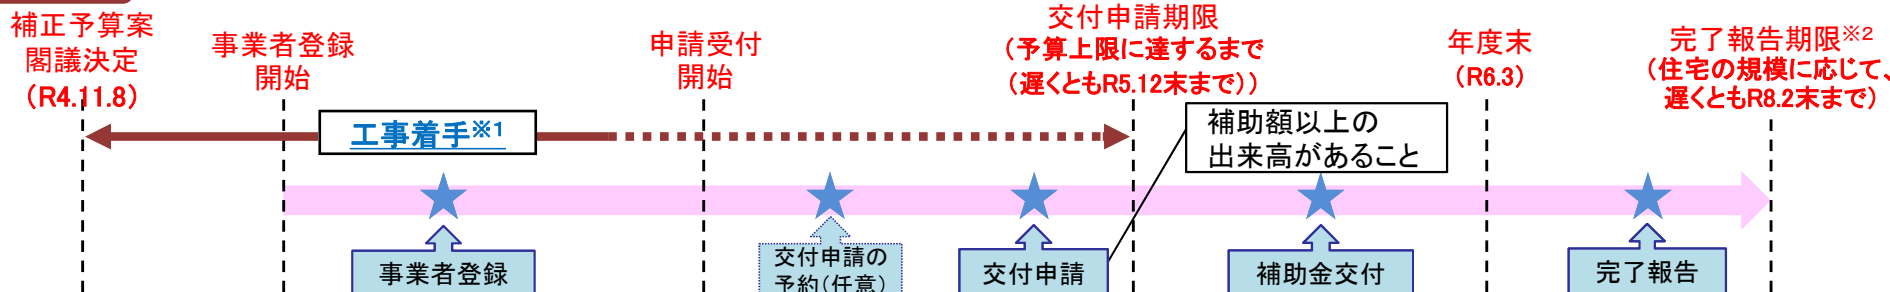 補正予算案
閣議決定
(R4.11.8)
事業者登録
開始
申請受付
開始
交付申請期限
(予算上限に達するまで
(遅くともR5.12末まで))
年度末
(R6.3)
完了報告期限※2
(住宅の規模に応じて、
遅くともR8.2末まで)
工事着手※1
補助額以上の
出来高があること
事業者登録
交付申請の
予約(任意)
交付申請
補助金交付
完了報告